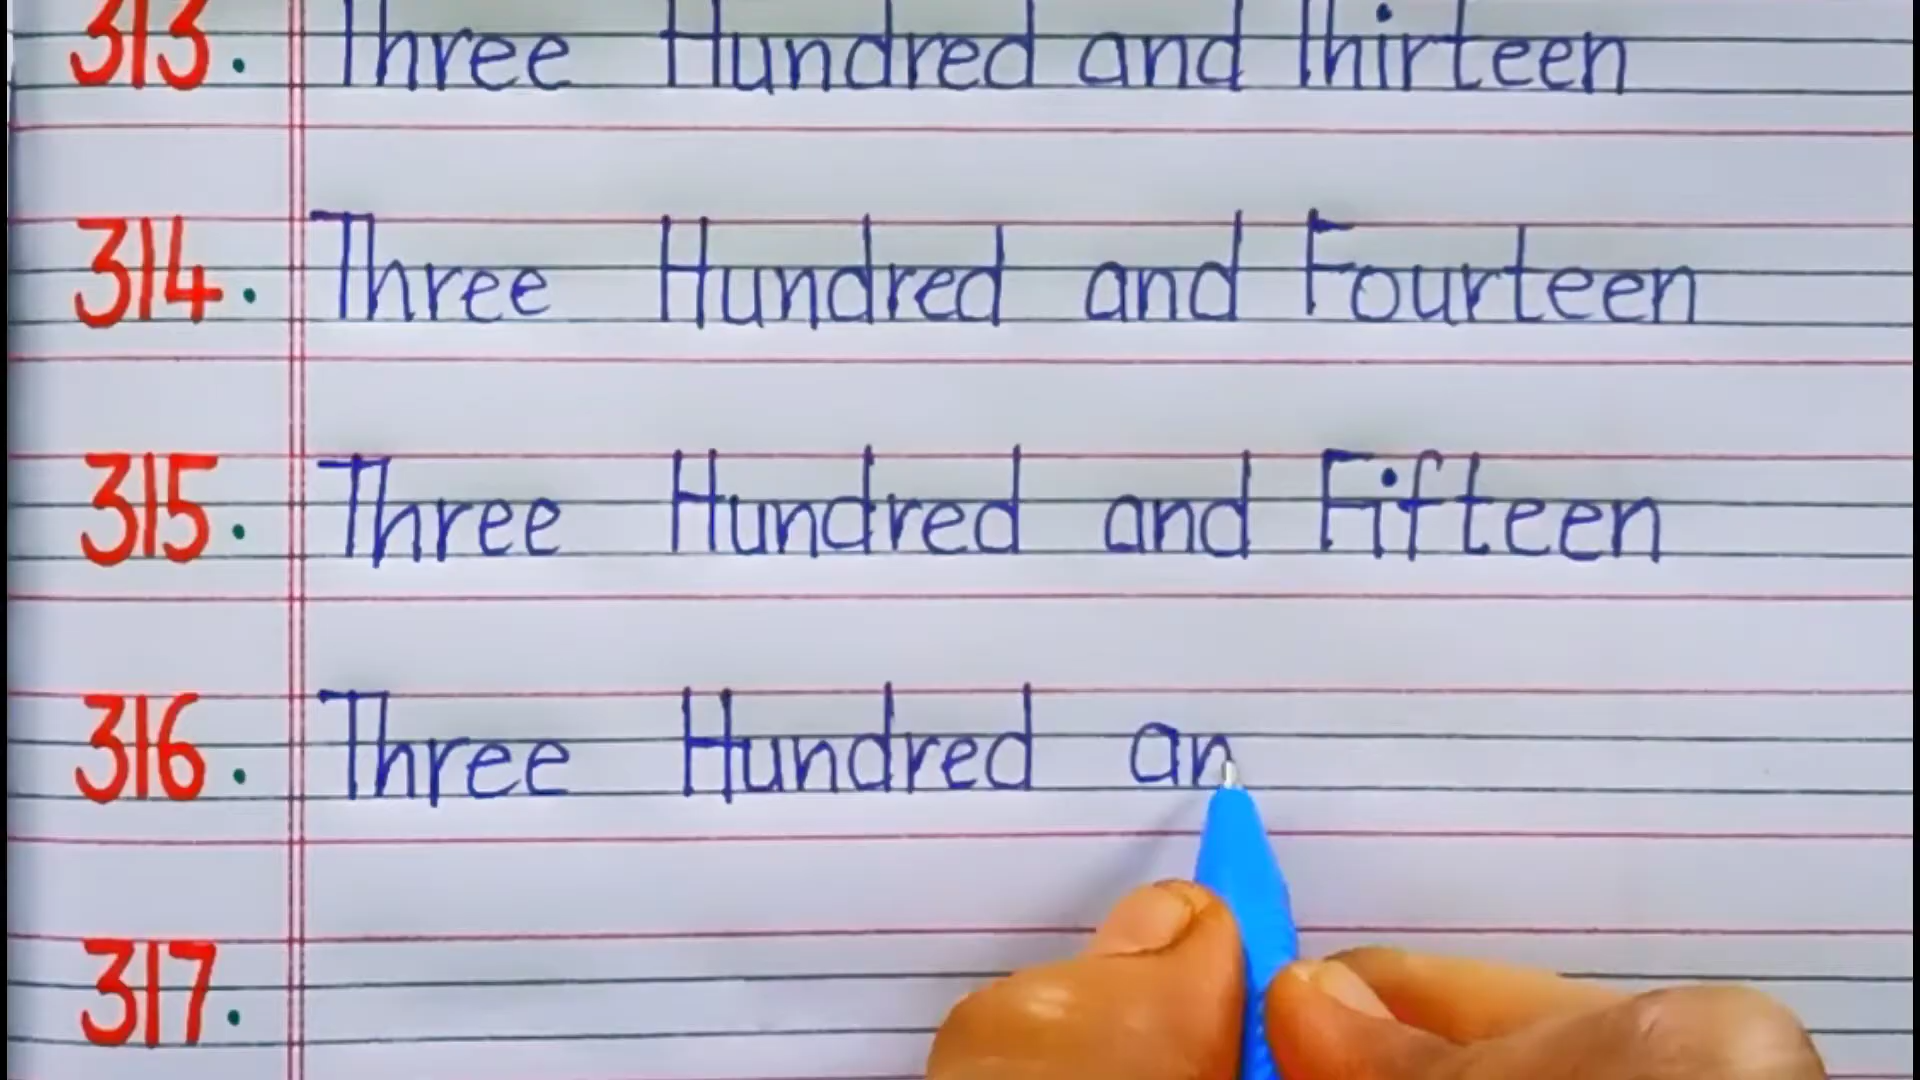 313. Three Hundred and Thirteen
314. Three Hundred and Fourteen
315. Three Hundred and Fifteen
316. Three Hundred an
317.